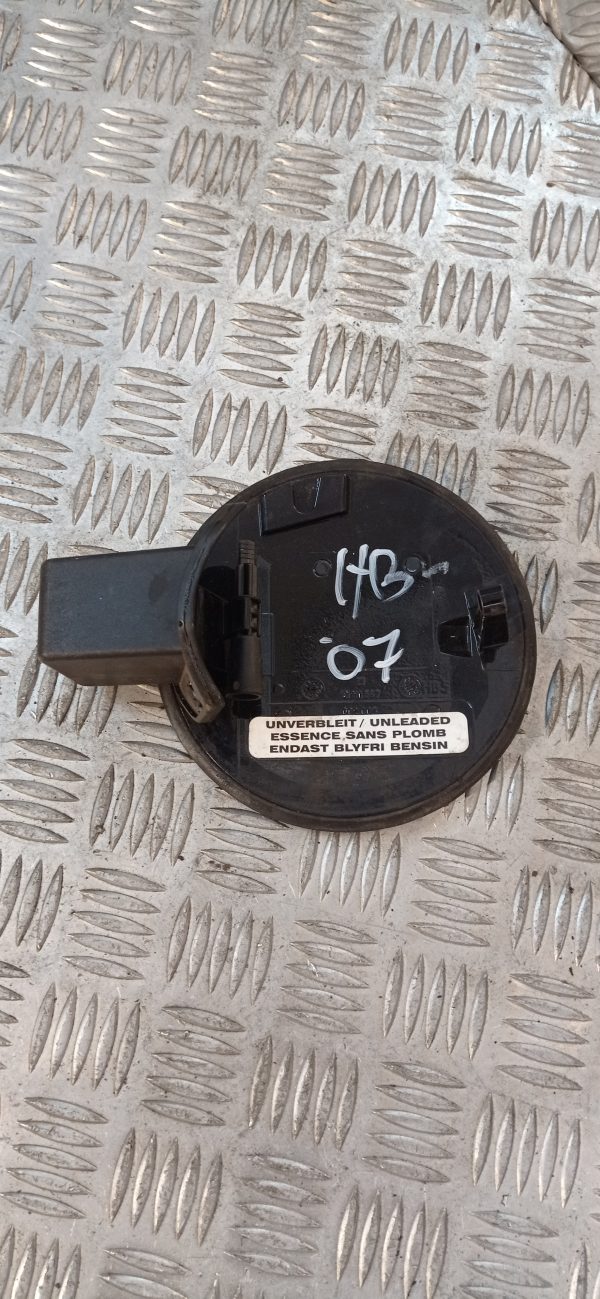 HB-
'07
UNVERBLEIT / UNLEADED
ESSENCE SANS PLOMB
ENDAST BLYFRI BENSIN